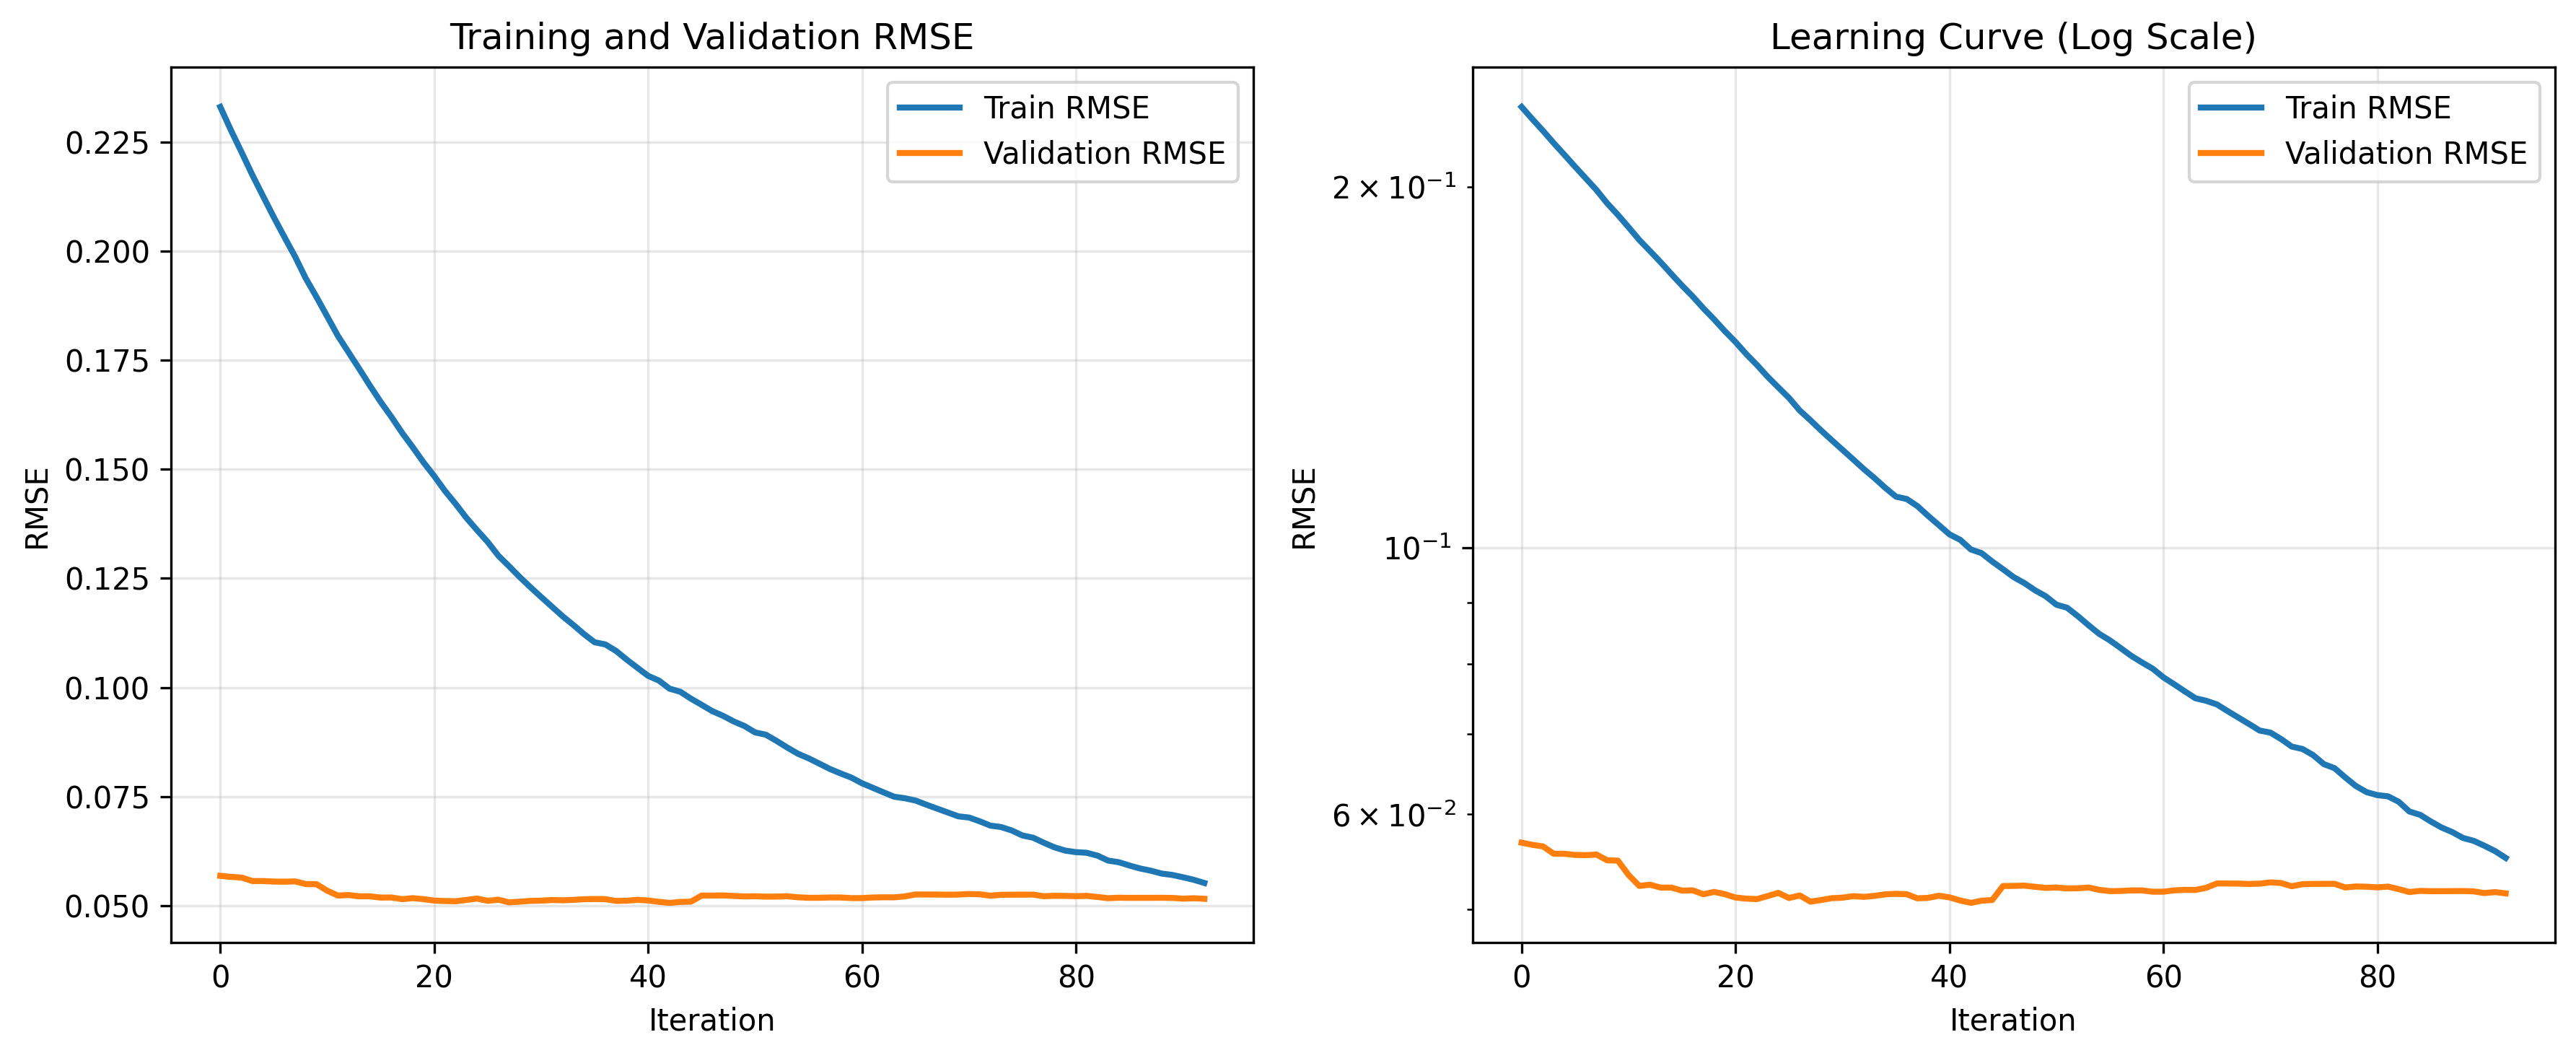 Training and Validation RMSE
Train RMSE
Validation RMSE
0.225
0.200
0.175
0.150
0.125
0.100
0.075
0.050
RMSE
0 20 40 60 80
Iteration
Learning Curve (Log Scale)
Train RMSE
Validation RMSE
2 × 10⁻¹
10⁻¹
6 × 10⁻²
RMSE
0 20 40 60 80
Iteration